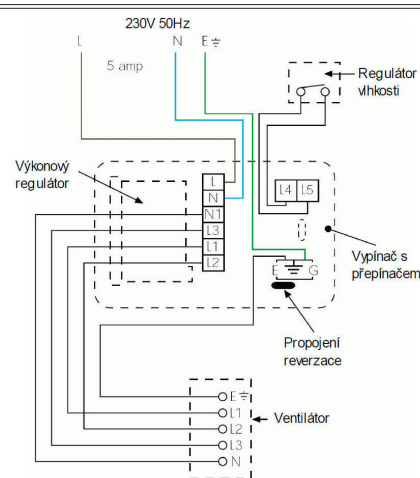 230V 50Hz
L N E
5 amp
Regulátor
vlhkosti
Výkonový
regulátor
L
N
N1
L3
L1
L2
L4 L5
Vypínač s
přepínačem
E G
Propojení
reverzace
E
L1
L2
L3
N
Ventilátor